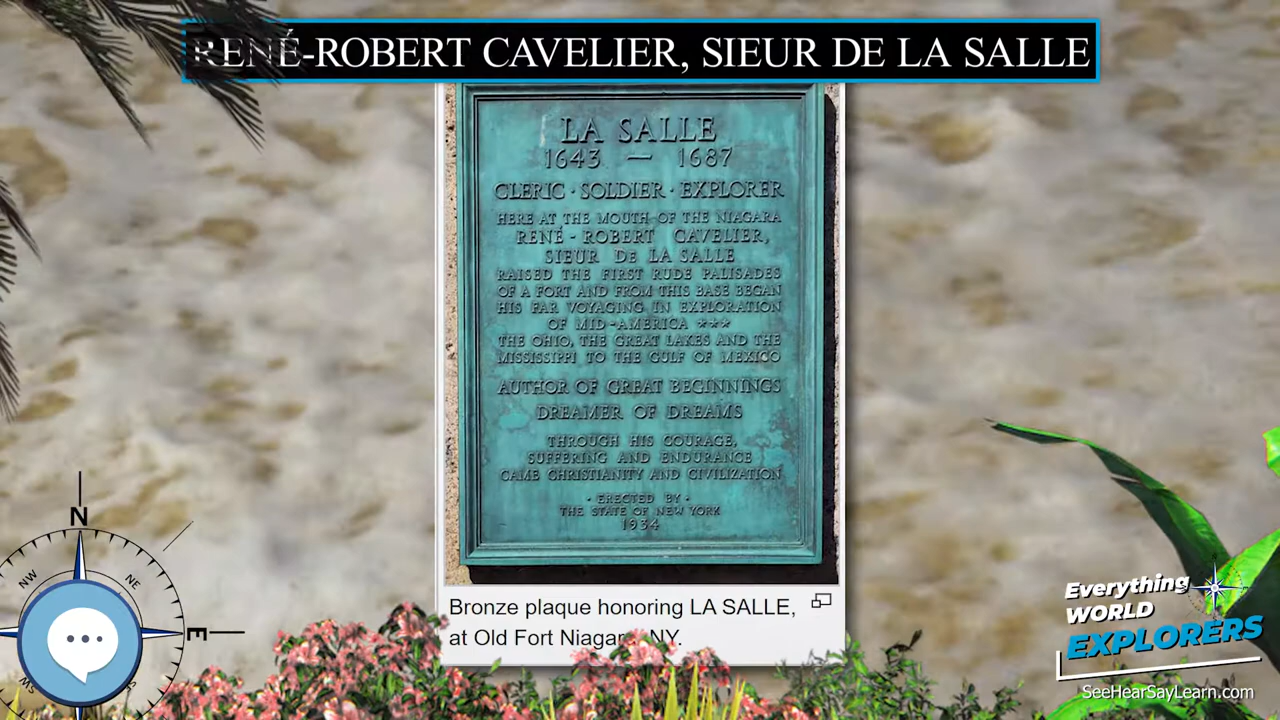 RENÉ-ROBERT CAVELIER, SIEUR DE LA SALLE
LA SALLE
1643 — 1687
CLERIC · SOLDIER · EXPLORER
HERE AT THE MOUTH OF THE NIAGARA
RENÉ - ROBERT CAVELIER,
SIEUR DE LA SALLE
RAISED THE FIRST RUDE PALISADES
OF A FORT AND FROM THIS BASE BEGAN
HIS FAR VOYAGING IN EXPLORATION
OF MID-AMERICA ***
THE OHIO, THE GREAT LAKES AND THE
MISSISSIPPI TO THE GULF OF MEXICO
AUTHOR OF GREAT BEGINNINGS
DREAMER OF DREAMS
THROUGH HIS COURAGE,
SUFFERING AND ENDURANCE
CAME CHRISTIANITY AND CIVILIZATION
· ERECTED BY ·
THE STATE OF NEW YORK
1934
Bronze plaque honoring LA SALLE,
at Old Fort Niagara, NY.
N
NW
NE
E
SW
Everything
WORLD
EXPLORERS
SeeHearSayLearn.com